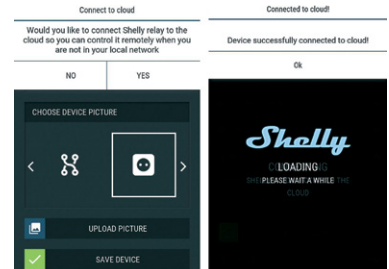 Connect to cloud
Would you like to connect Shelly relay to the
cloud so you can control it remotely when you
are not in your local network
NO YES
CHOOSE DEVICE PICTURE
UPLOAD PICTURE
SAVE DEVICE
Connected to cloud!
Device successfully connected to cloud!
Ok
Shelly
LOADING
PLEASE WAIT A WHILE
CLOUD